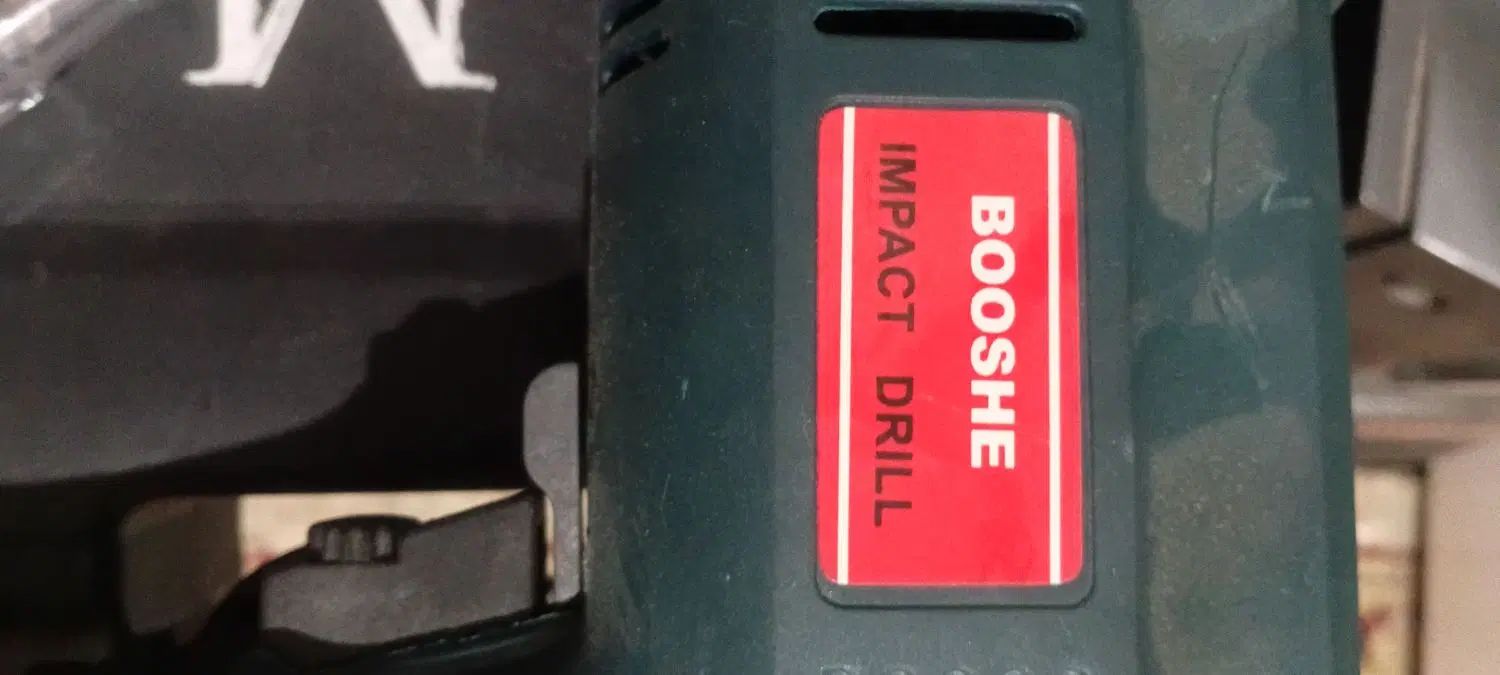 M
BOOSHE
IMPACT DRILL